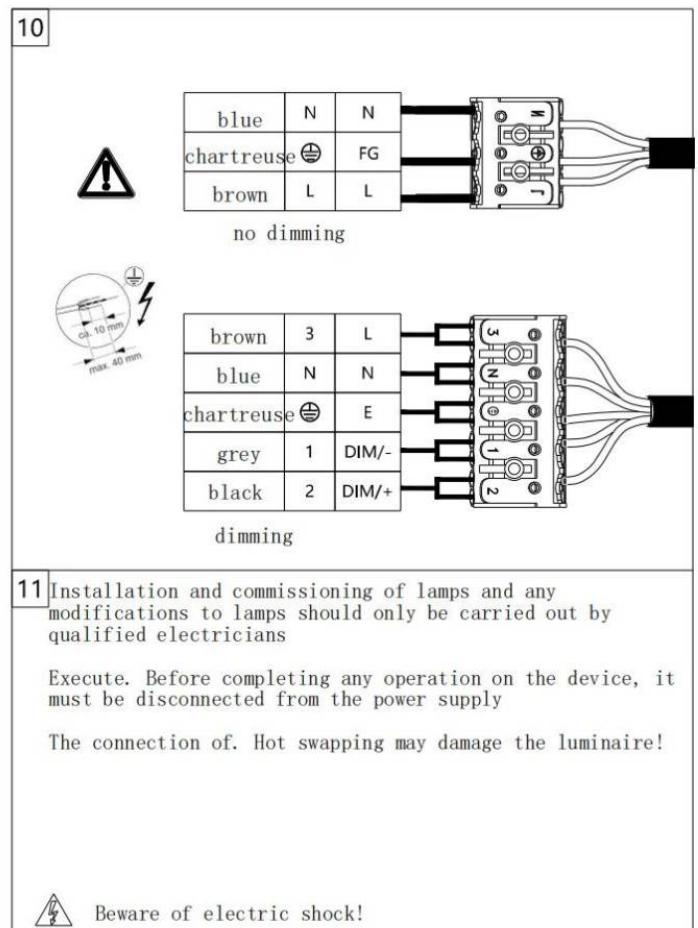 10
blue N N
chartreuse FG
brown L L
no dimming
N
L
ca. 10 mm
max. 40 mm
brown 3 L
blue N N
chartreuse E
grey 1 DIM/-
black 2 DIM/+
3
N
1
2
dimming
11
Installation and commissioning of lamps and any
modifications to lamps should only be carried out by
qualified electricians
Execute. Before completing any operation on the device, it
must be disconnected from the power supply
The connection of. Hot swapping may damage the luminaire!
Beware of electric shock!